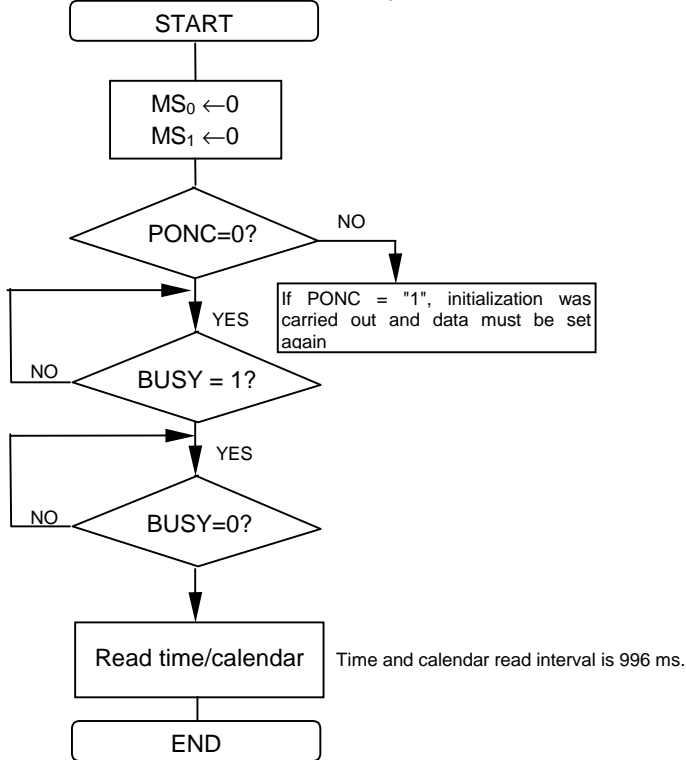 START
MS₀ ←0
MS₁ ←0
PONC=0?
NO
If PONC = "1", initialization was
carried out and data must be set
again
YES
NO
BUSY = 1?
YES
NO
BUSY=0?
Read time/calendar
Time and calendar read interval is 996 ms.
END